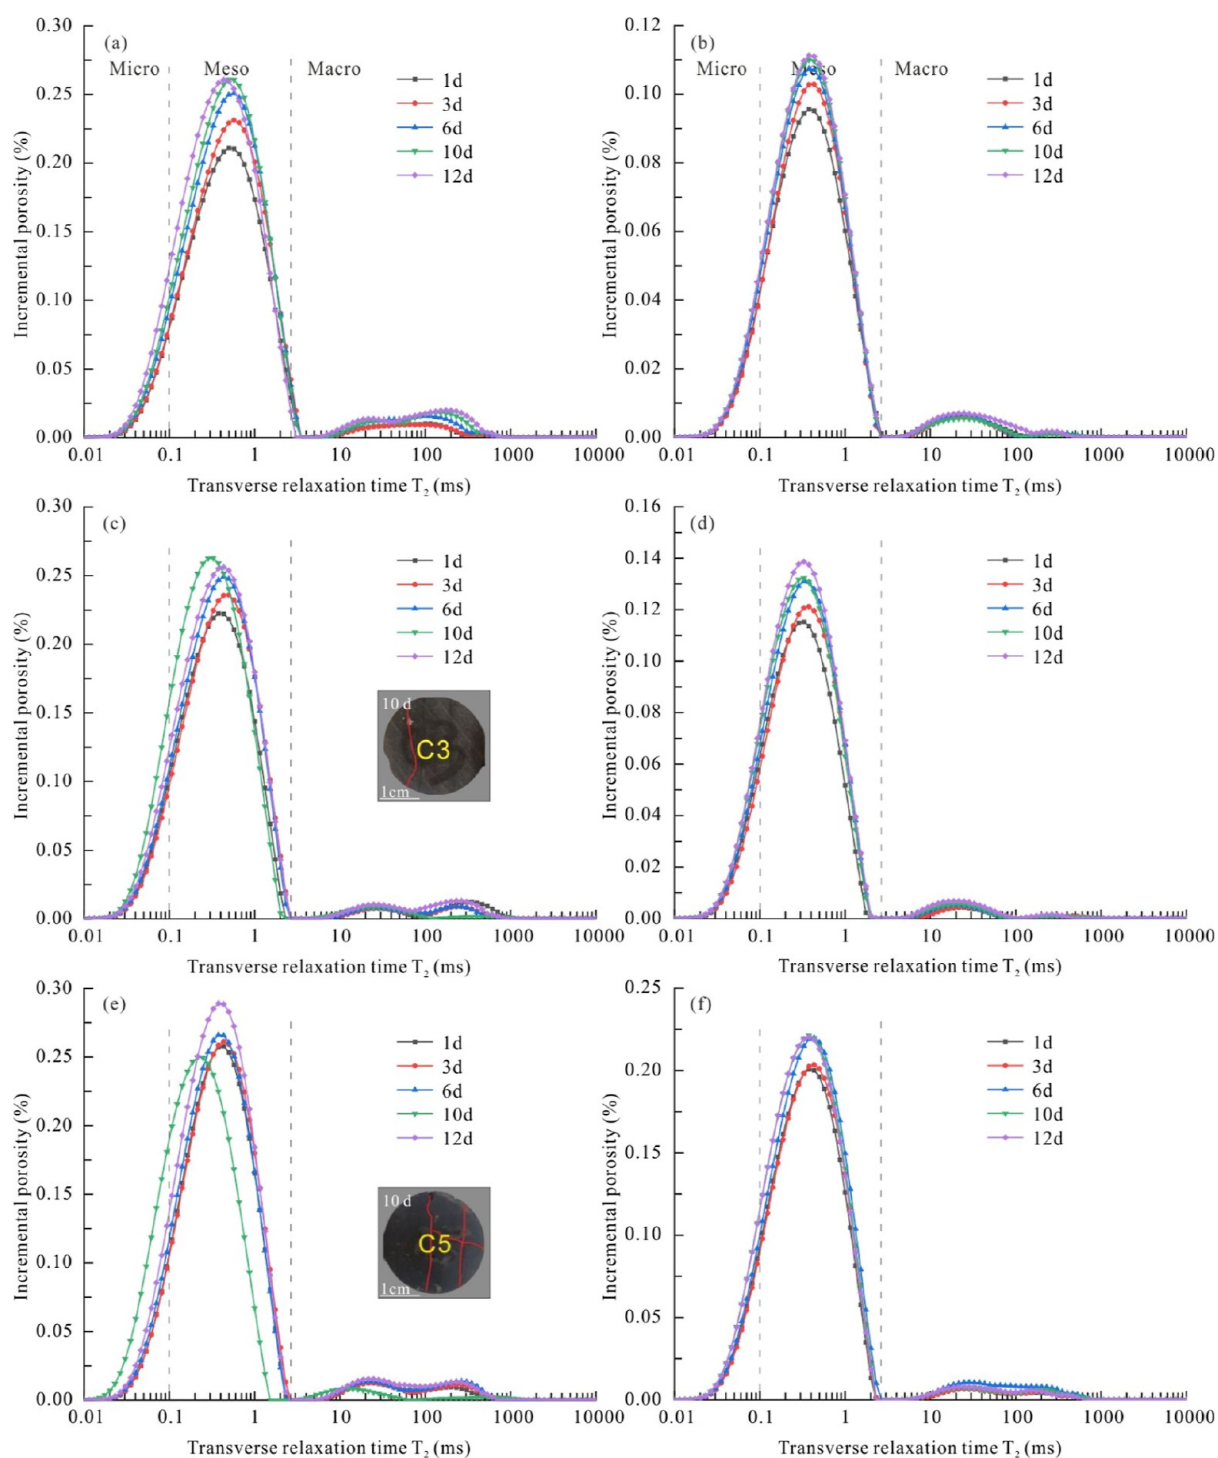 (a)
Micro Meso Macro
1d
3d
6d
10d
12d
0.30
0.25
0.20
0.15
0.10
0.05
0.00
Incremental porosity (%)
0.01 0.1 1 10 100 1000 10000
Transverse relaxation time T₂ (ms)
(b)
Micro Meso Macro
1d
3d
6d
10d
12d
0.12
0.10
0.08
0.06
0.04
0.02
0.00
Incremental porosity (%)
0.01 0.1 1 10 100 1000 10000
Transverse relaxation time T₂ (ms)
(c)
1d
3d
6d
10d
12d
10 d
C3
1cm
0.30
0.25
0.20
0.15
0.10
0.05
0.00
Incremental porosity (%)
0.01 0.1 1 10 100 1000 10000
Transverse relaxation time T₂ (ms)
(d)
1d
3d
6d
10d
12d
0.16
0.14
0.12
0.10
0.08
0.06
0.04
0.02
0.00
Incremental porosity (%)
0.01 0.1 1 10 100 1000 10000
Transverse relaxation time T₂ (ms)
(e)
1d
3d
6d
10d
12d
10 d
C5
1cm
0.30
0.25
0.20
0.15
0.10
0.05
0.00
Incremental porosity (%)
0.01 0.1 1 10 100 1000 10000
Transverse relaxation time T₂ (ms)
(f)
1d
3d
6d
10d
12d
0.25
0.20
0.15
0.10
0.05
0.00
Incremental porosity (%)
0.01 0.1 1 10 100 1000 10000
Transverse relaxation time T₂ (ms)